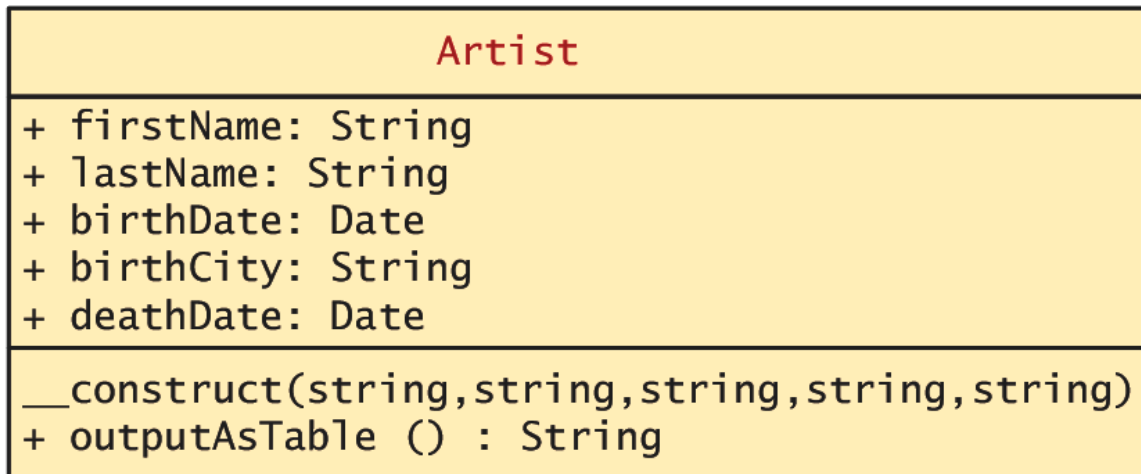 Artist
+ firstName: String
+ lastName: String
+ birthDate: Date
+ birthCity: String
+ deathDate: Date
__construct(string,string,string,string,string)
+ outputAsTable () : String